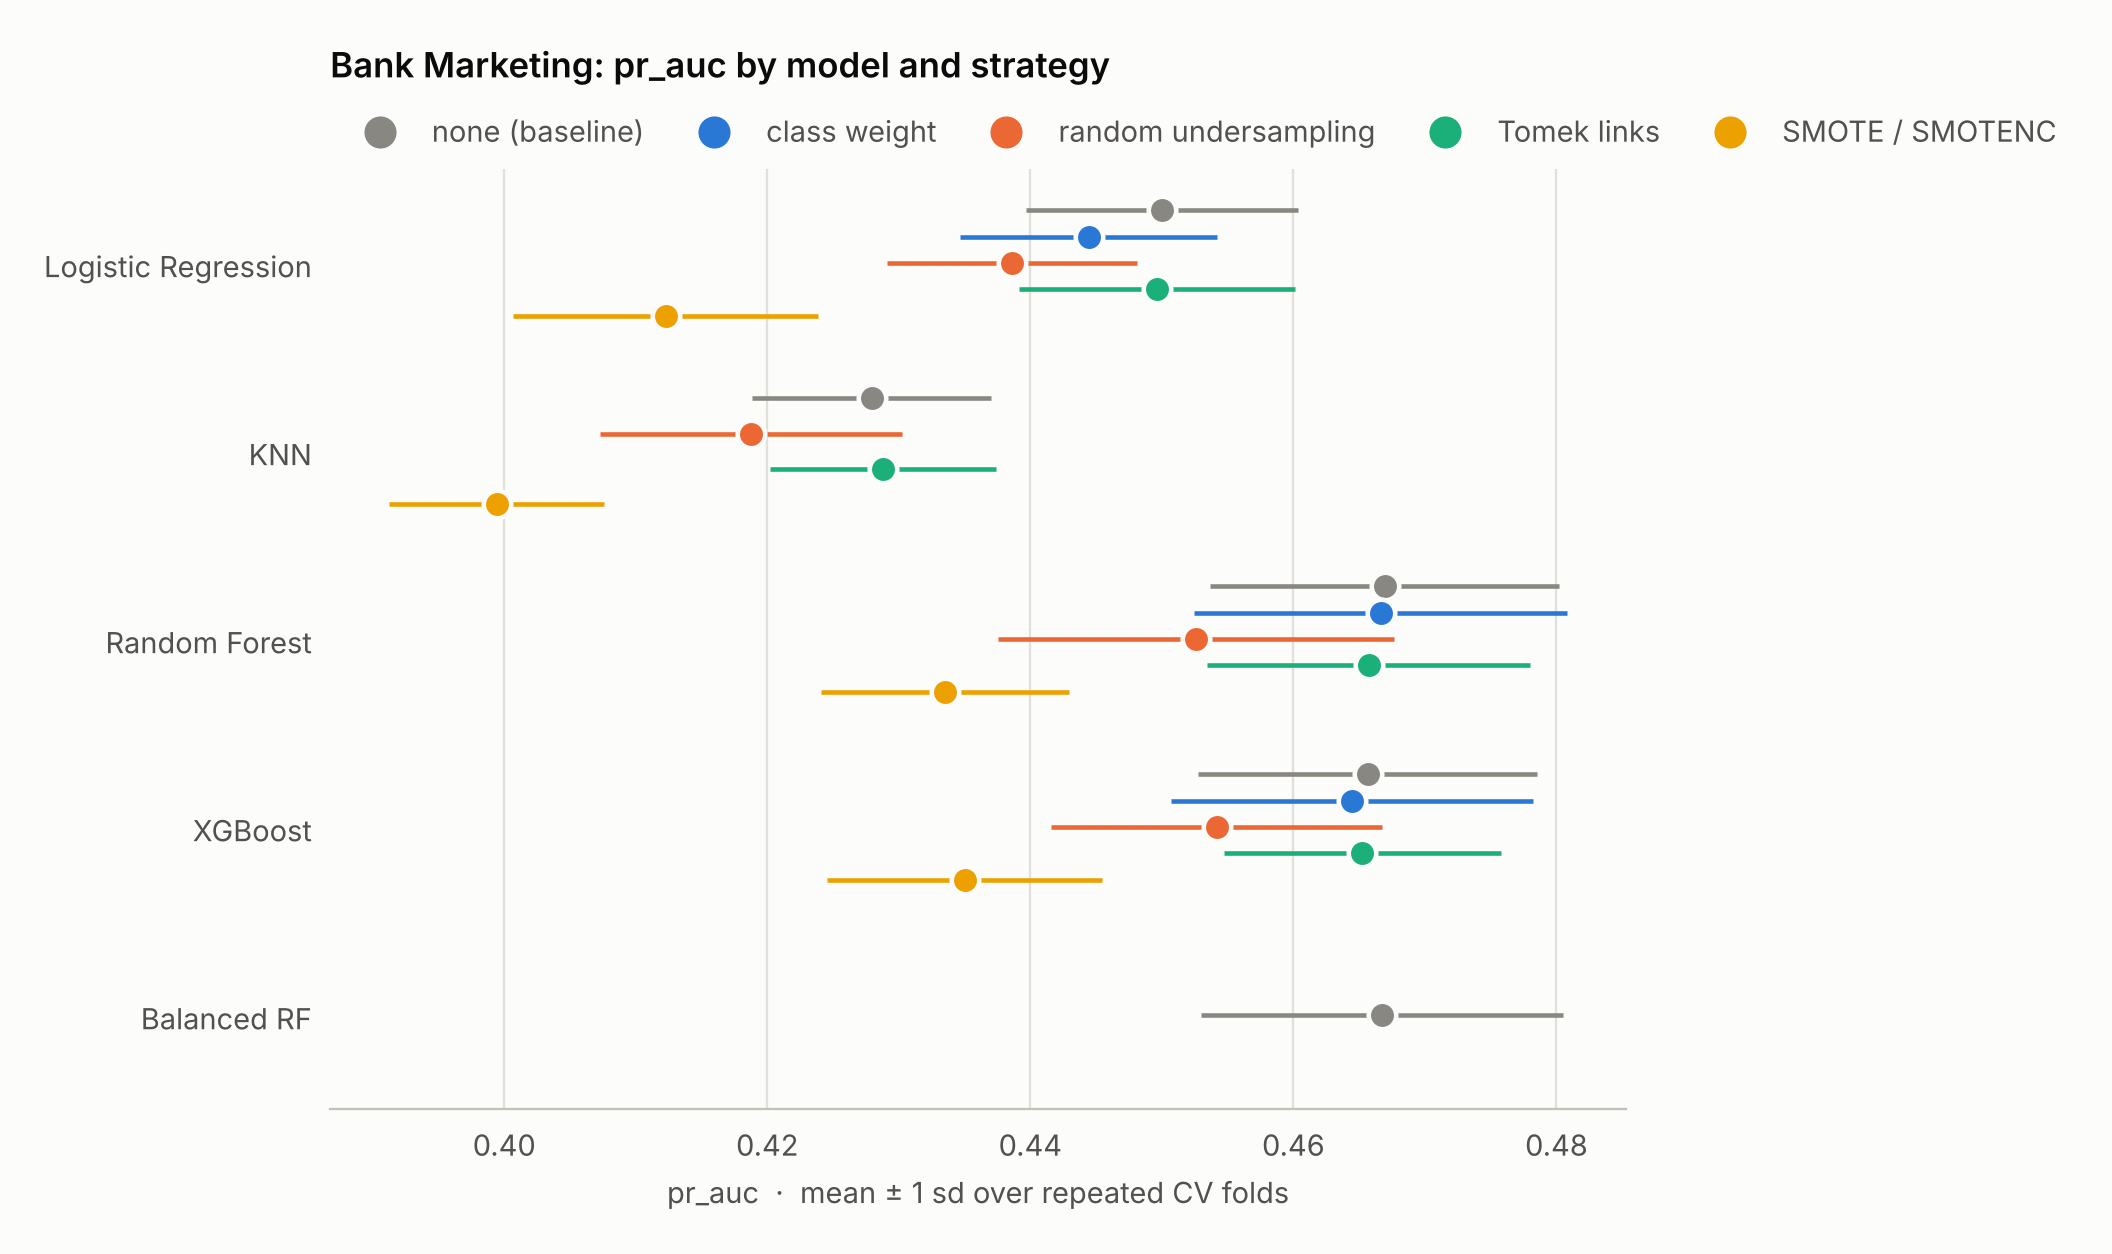 Bank Marketing: pr_auc by model and strategy
none (baseline) class weight random undersampling Tomek links SMOTE / SMOTENC
Logistic Regression
KNN
Random Forest
XGBoost
Balanced RF
0.40 0.42 0.44 0.46 0.48
pr_auc · mean ± 1 sd over repeated CV folds